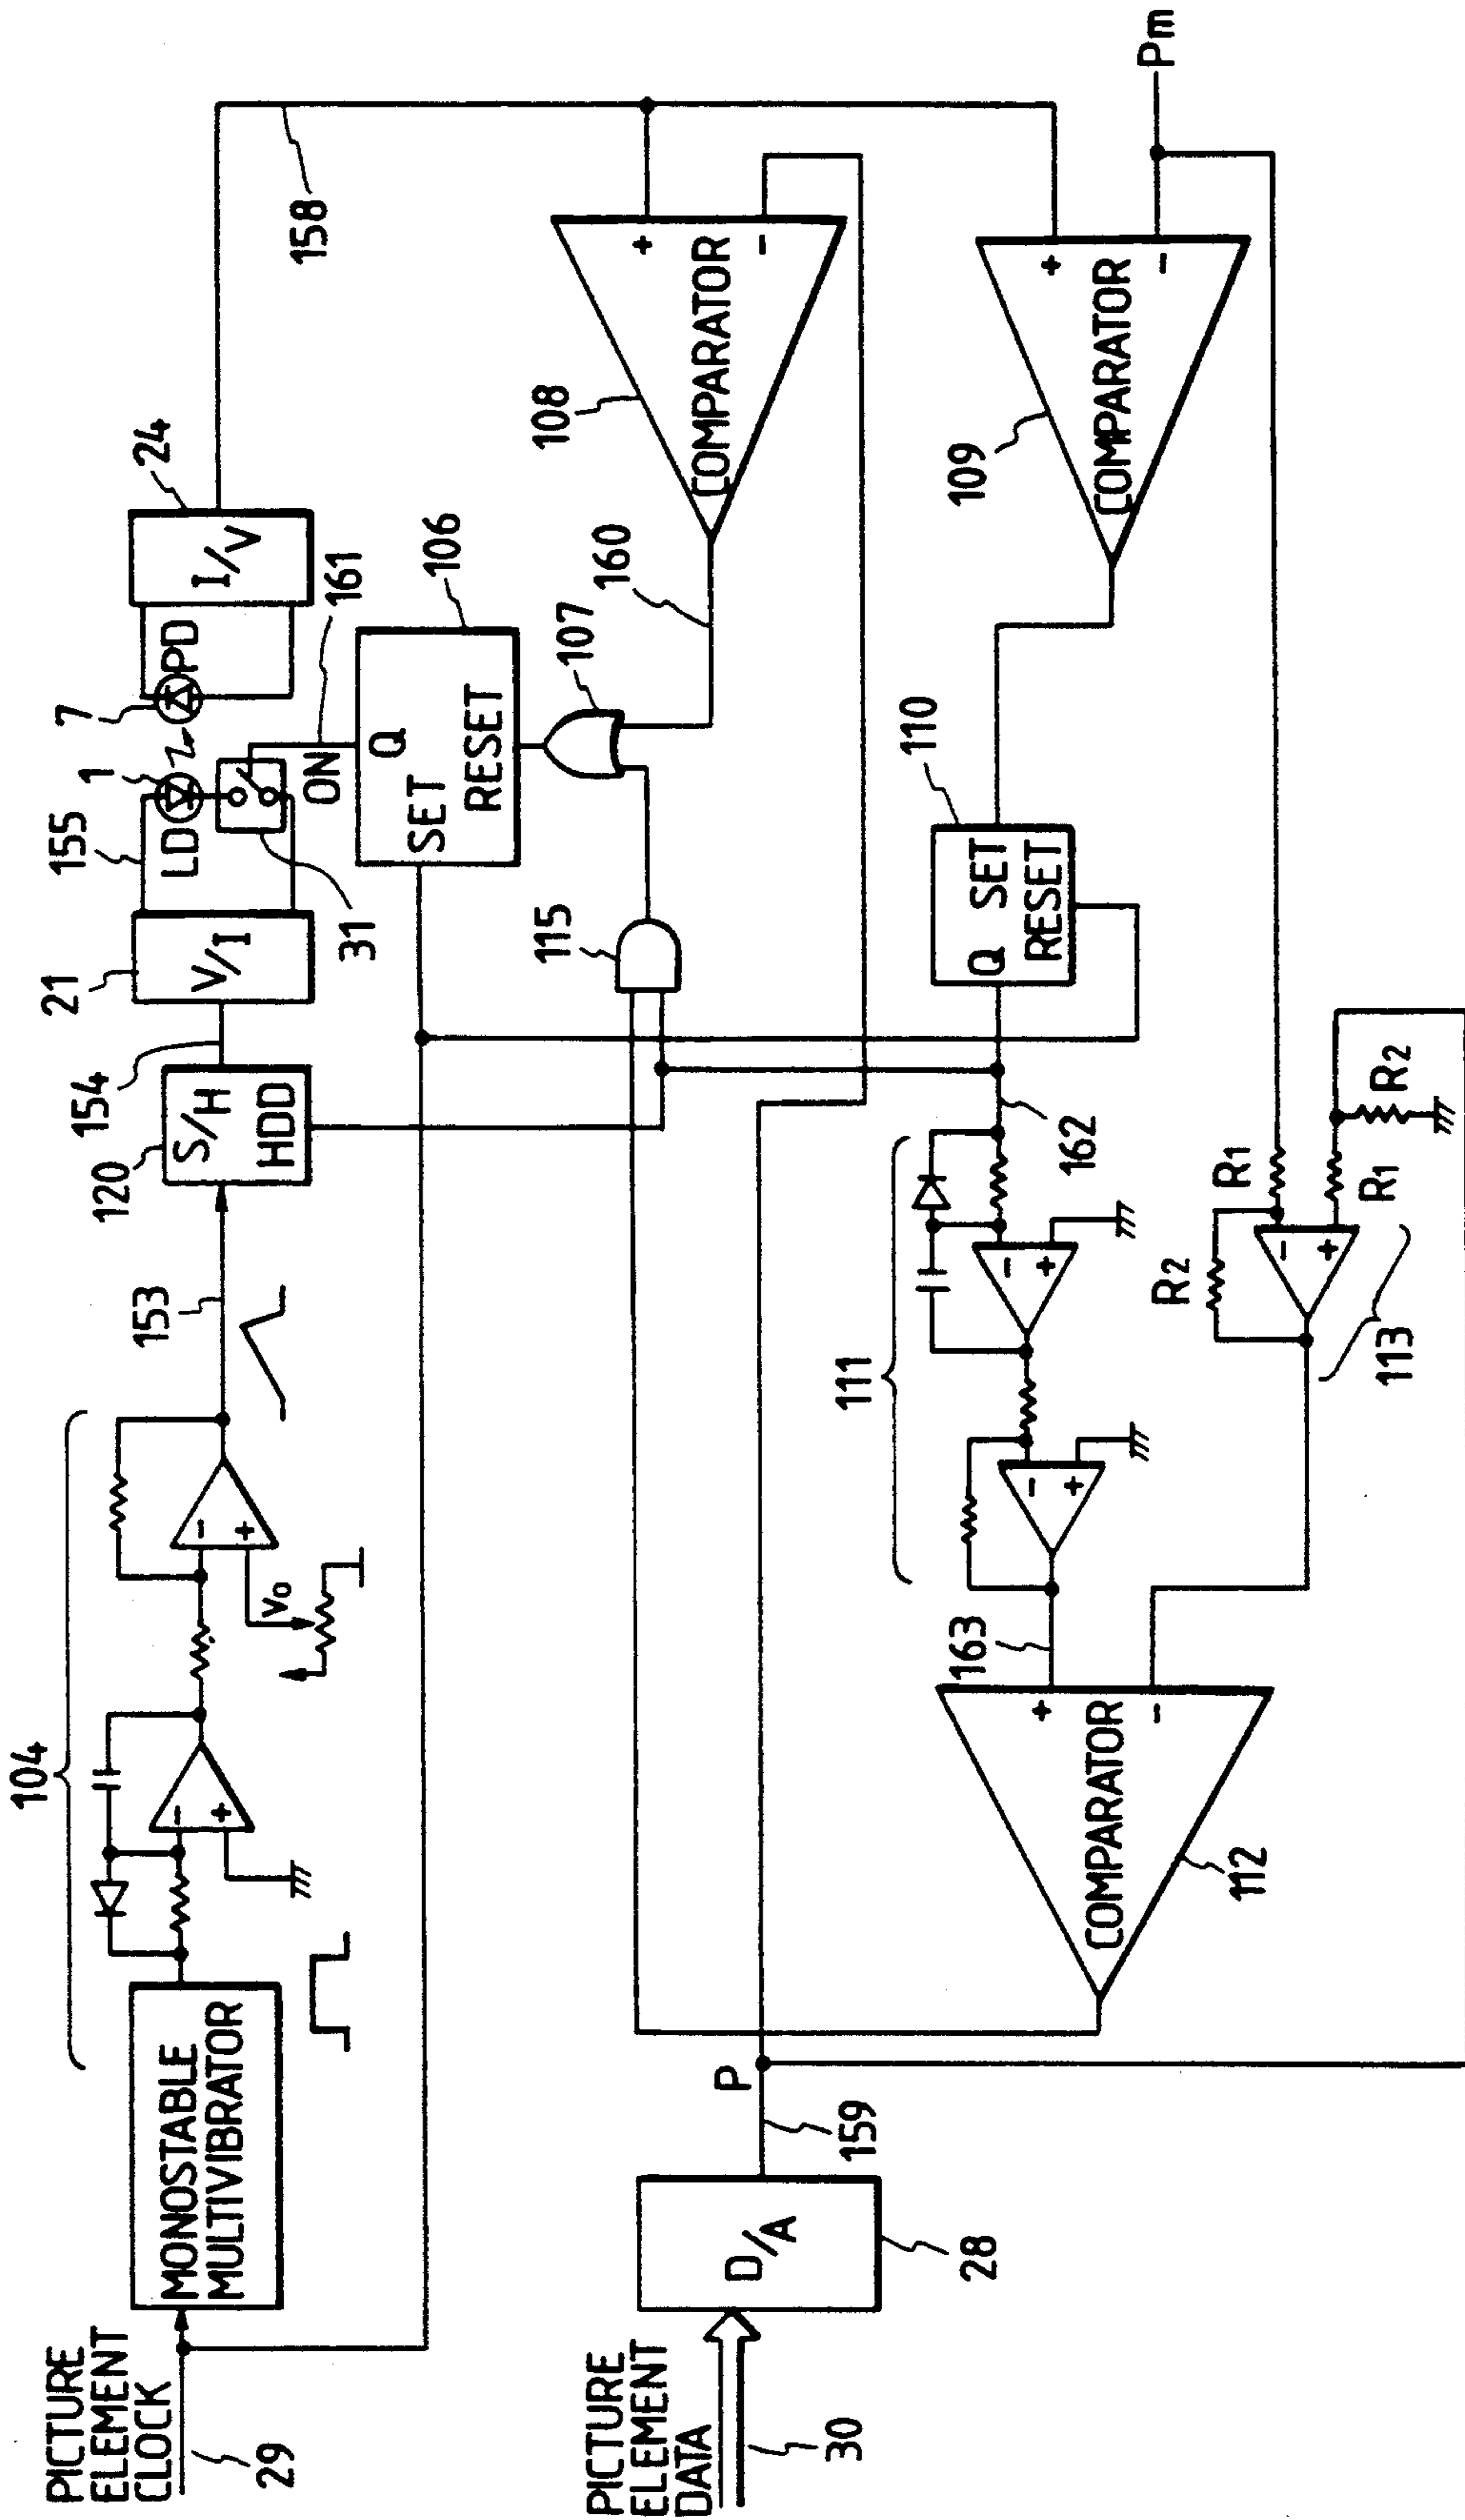 PICTURE
ELEMENT
CLOCK
29
MONOSTABLE
MULTIVIBRATOR
104
-
+
V0
-
+
153
120
S/H
HDD
154
21
V/I
155
LD
1
31
ON
7
PD
24
I/V
161
158
106
Q
SET
RESET
107
160
108
COMPARATOR
+
-
115
PICTURE
ELEMENT
DATA
30
D/A
28
159
P
109
COMPARATOR
+
-
Pm
110
Q SET
RESET
162
111
-
+
-
+
163
COMPARATOR
+
-
112
R1
R2
-
+
R1
R2
113